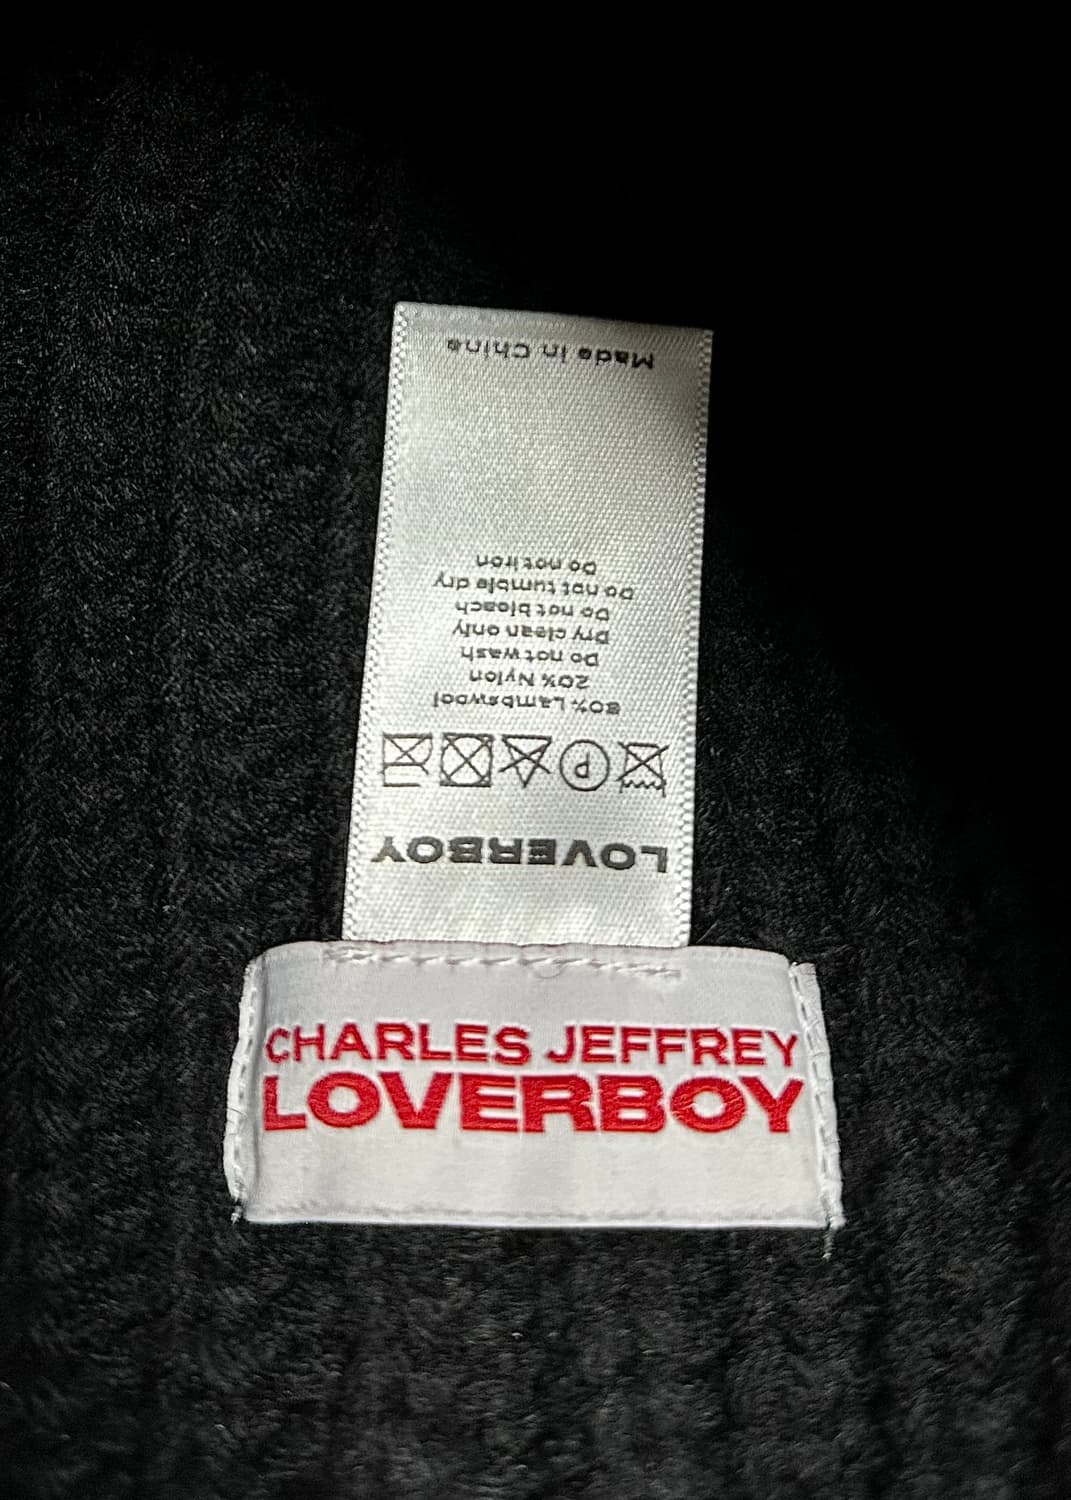 CHARLES JEFFREY
LOVERBOY
LOVERBOY
P
80% Lambswool
20% Nylon
Do not wash
Dry clean only
Do not bleach
Do not tumble dry
Do not iron
Made in China